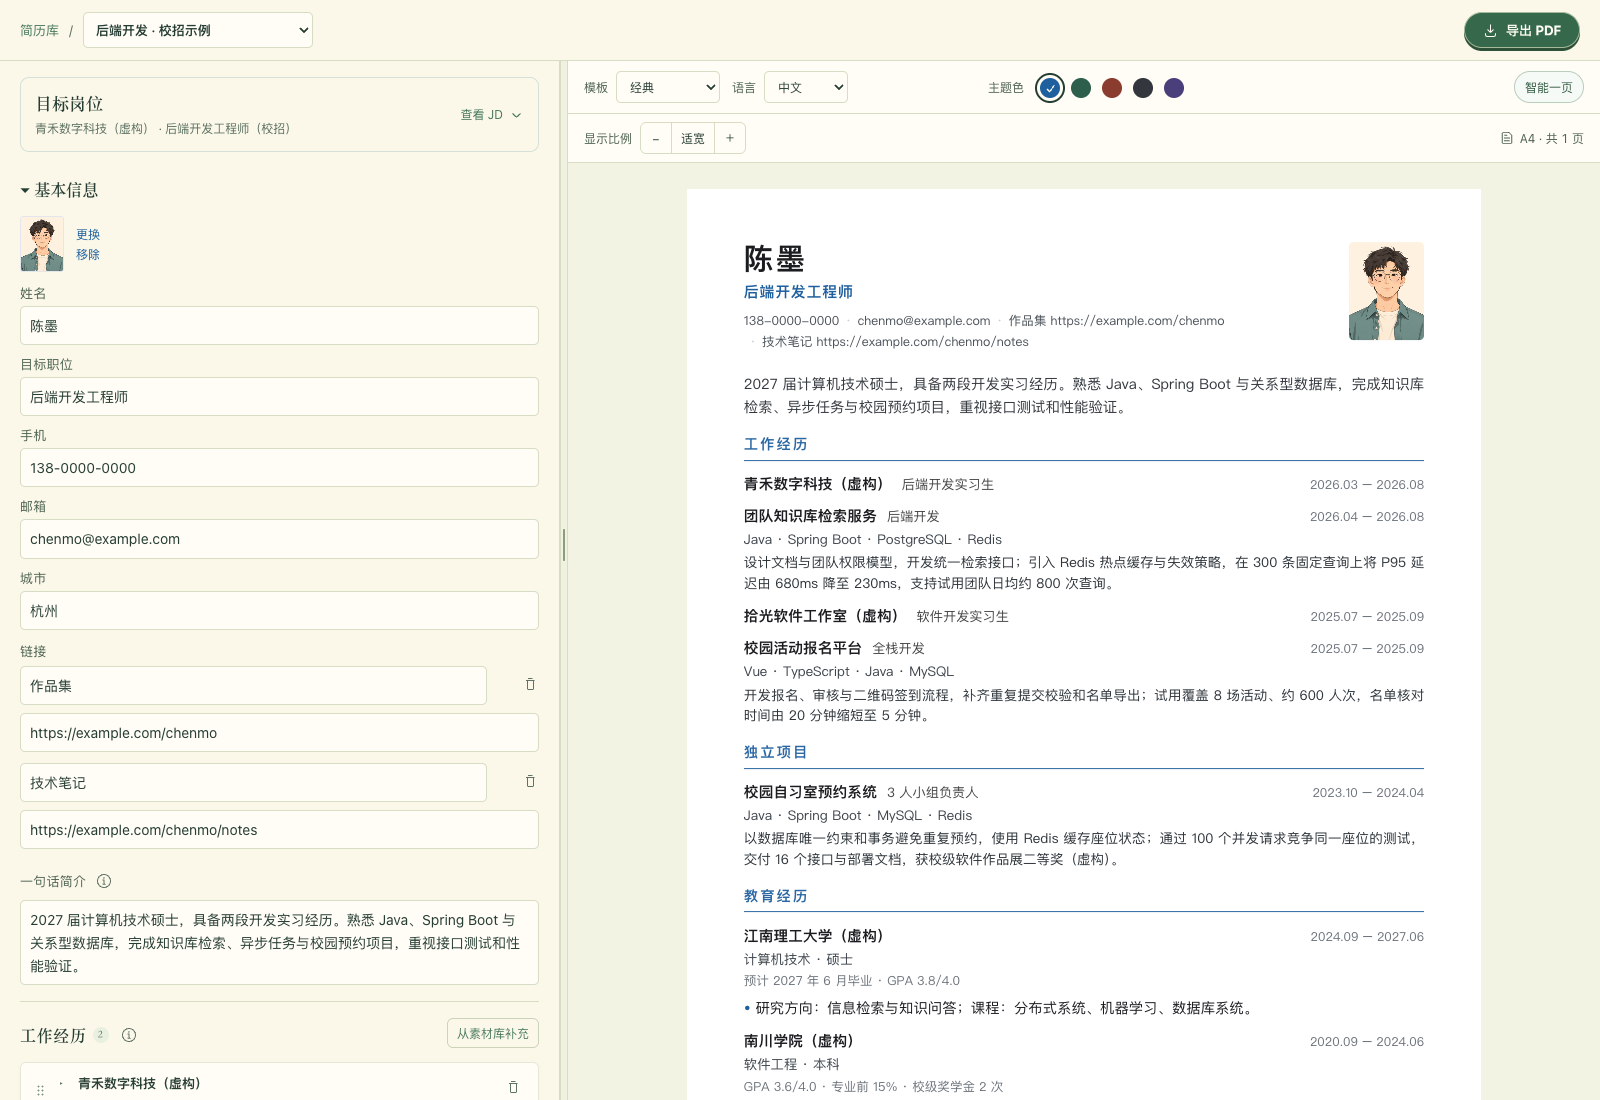 简历库 / 后端开发 · 校招示例
导出 PDF
目标岗位
青禾数字科技（虚构） · 后端开发工程师（校招）
查看 JD
基本信息
更换
移除
姓名
陈墨
目标职位
后端开发工程师
手机
138-0000-0000
邮箱
chenmo@example.com
城市
杭州
链接
作品集
https://example.com/chenmo
技术笔记
https://example.com/chenmo/notes
一句话简介
2027 届计算机技术硕士，具备两段开发实习经历。熟悉 Java、Spring Boot 与
关系型数据库，完成知识库检索、异步任务与校园预约项目，重视接口测试和性
能验证。
工作经历 2
从素材库补充
· 青禾数字科技（虚构）
模板 经典 语言 中文 主题色
智能一页
显示比例 − 适宽 +
A4 · 共 1 页
陈墨
后端开发工程师
138-0000-0000 · chenmo@example.com · 作品集 https://example.com/chenmo
· 技术笔记 https://example.com/chenmo/notes
2027 届计算机技术硕士，具备两段开发实习经历。熟悉 Java、Spring Boot 与关系型数据库，完成知识库
检索、异步任务与校园预约项目，重视接口测试和性能验证。
工作经历
青禾数字科技（虚构） 后端开发实习生 2026.03 — 2026.08
团队知识库检索服务 后端开发 2026.04 — 2026.08
Java · Spring Boot · PostgreSQL · Redis
设计文档与团队权限模型，开发统一检索接口；引入 Redis 热点缓存与失效策略，在 300 条固定查询上将 P95 延
迟由 680ms 降至 230ms，支持试用团队日均约 800 次查询。
拾光软件工作室（虚构） 软件开发实习生 2025.07 — 2025.09
校园活动报名平台 全栈开发 2025.07 — 2025.09
Vue · TypeScript · Java · MySQL
开发报名、审核与二维码签到流程，补齐重复提交校验和名单导出；试用覆盖 8 场活动、约 600 人次，名单核对
时间由 20 分钟缩短至 5 分钟。
独立项目
校园自习室预约系统 3 人小组负责人 2023.10 — 2024.04
Java · Spring Boot · MySQL · Redis
以数据库唯一约束和事务避免重复预约，使用 Redis 缓存座位状态；通过 100 个并发请求竞争同一座位的测试，
交付 16 个接口与部署文档，获校级软件作品展二等奖（虚构）。
教育经历
江南理工大学（虚构） 2024.09 — 2027.06
计算机技术 · 硕士
预计 2027 年 6 月毕业 · GPA 3.8/4.0
• 研究方向：信息检索与知识问答；课程：分布式系统、机器学习、数据库系统。
南川学院（虚构） 2020.09 — 2024.06
软件工程 · 本科
GPA 3.6/4.0 · 专业前 15% · 校级奖学金 2 次